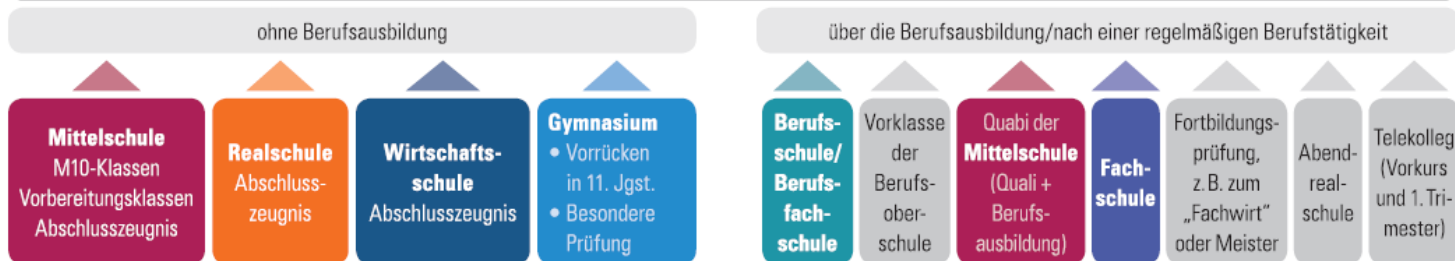 ohne Berufsausbildung
über die Berufsausbildung/nach einer regelmäßigen Berufstätigkeit
Mittelschule
M10-Klassen
Vorbereitungsklassen
Abschlusszeugnis
Realschule
Abschluss-
zeugnis
Wirtschafts-
schule
Abschlusszeugnis
Gymnasium
• Vorrücken
in 11. Jgst.
• Besondere
Prüfung
Berufs-
schule/
Berufs-
fach-
schule
Vorklasse
der
Berufs-
ober-
schule
Quabi der
Mittelschule
(Quali +
Berufs-
ausbildung)
Fach-
schule
Fortbildungs-
prüfung,
z. B. zum
„Fachwirt“
oder Meister
Abend-
real-
schule
Telekolleg
(Vorkurs
und 1. Tri-
mester)